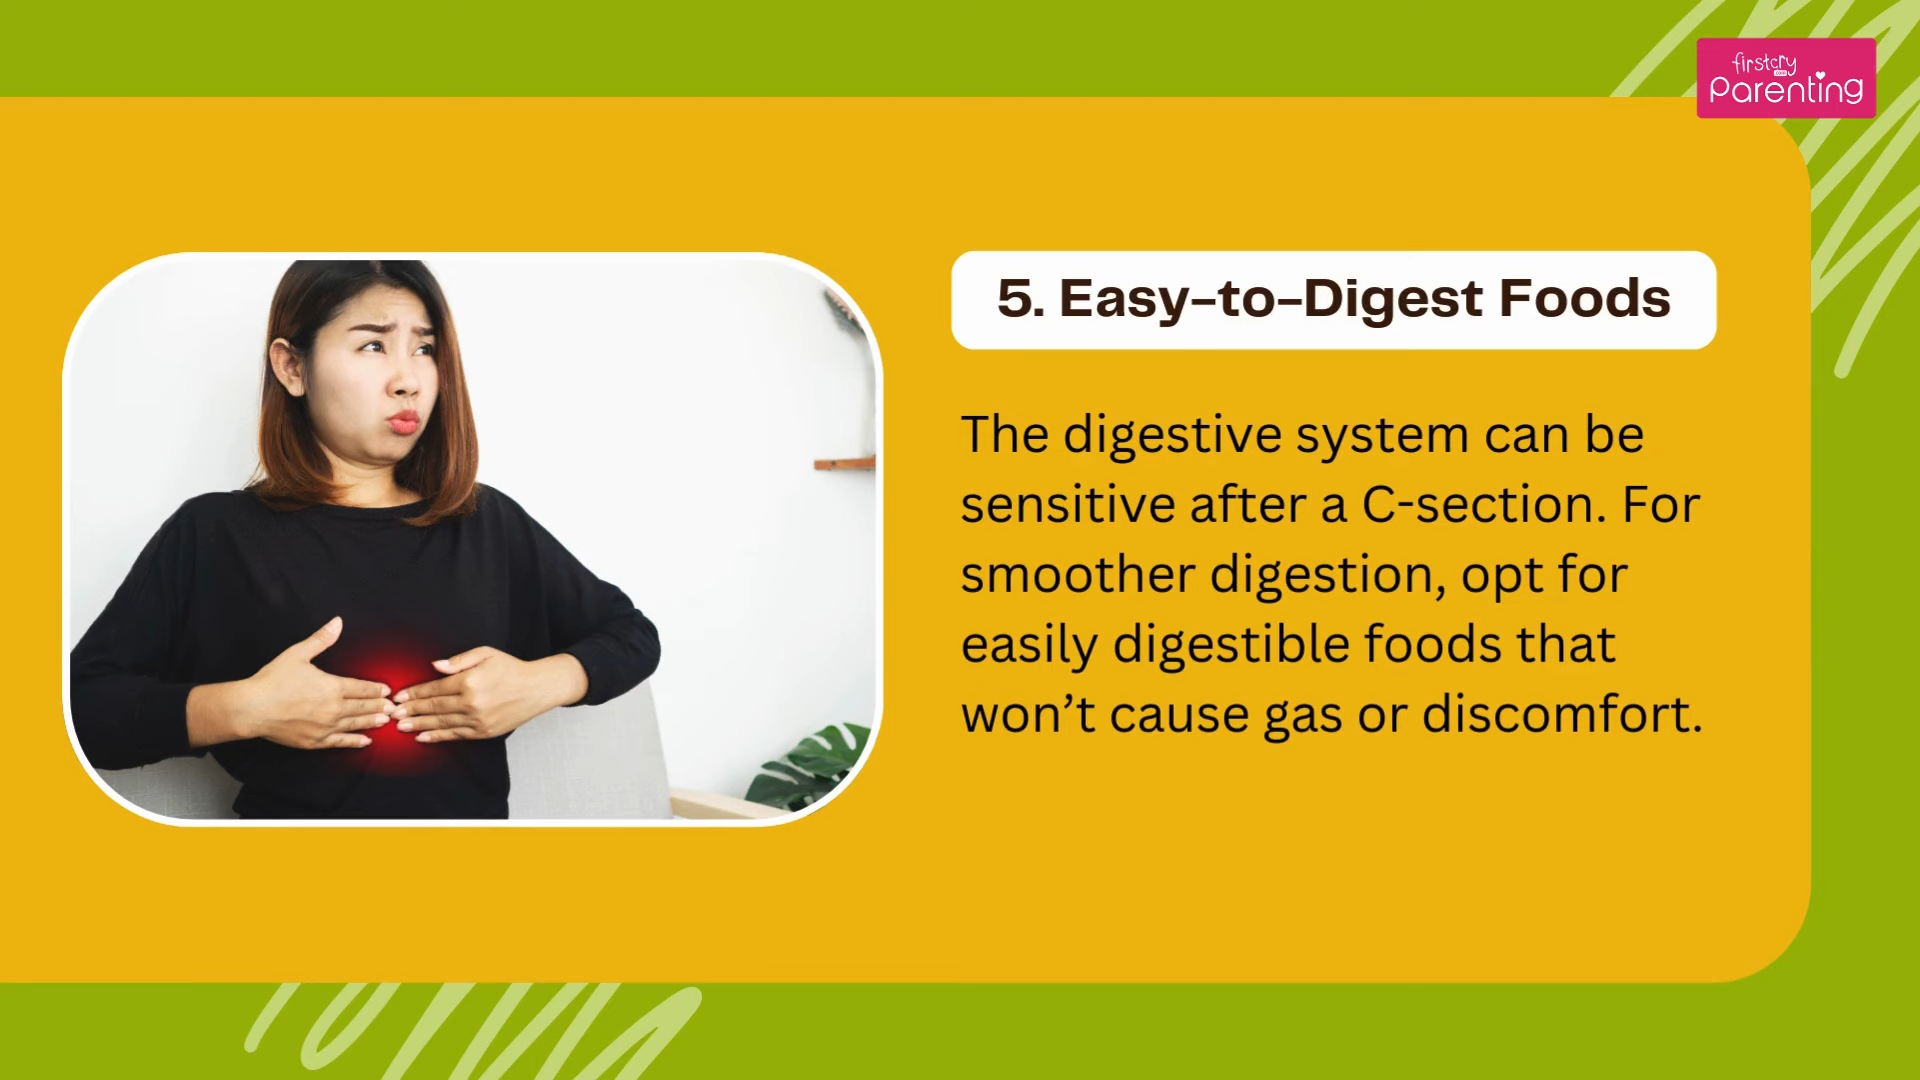 firstcry
.com
Parenting
5. Easy-to-Digest Foods
The digestive system can be
sensitive after a C-section. For
smoother digestion, opt for
easily digestible foods that
won’t cause gas or discomfort.